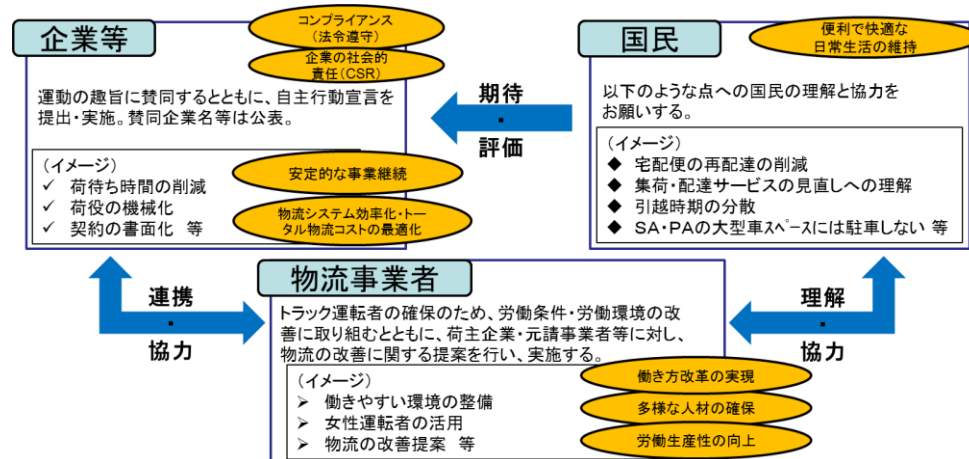 企業等
コンプライアンス
(法令遵守)
企業の社会的
責任(CSR)
運動の趣旨に賛同するとともに、自主行動宣言を
提出・実施。賛同企業名等は公表。
(イメージ)
✓ 荷待ち時間の削減
✓ 荷役の機械化
✓ 契約の書面化 等
安定的な事業継続
物流システム効率化・トー
タル物流コストの最適化
期待
・
評価
国民
便利で快適な
日常生活の維持
以下のような点への国民の理解と協力を
お願いする。
(イメージ)
◆ 宅配便の再配達の削減
◆ 集荷・配達サービスの見直しへの理解
◆ 引越時期の分散
◆ SA・PAの大型車スペースには駐車しない 等
連携
・
協力
物流事業者
トラック運転者の確保のため、労働条件・労働環境の改
善に取り組むとともに、荷主企業・元請事業者等に対し、
物流の改善に関する提案を行い、実施する。
(イメージ)
➢ 働きやすい環境の整備
➢ 女性運転者の活用
➢ 物流の改善提案 等
働き方改革の実現
多様な人材の確保
労働生産性の向上
理解
・
協力